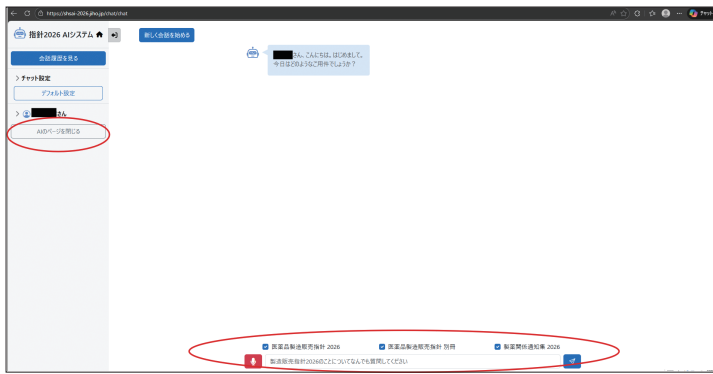 https://shsai-2026.jiho.jp/chat/chat
指針2026 AIシステム
新しく会話を始める
会話履歴を見る
さん、こんにちは。はじめまして。
今日はどのようなご用件でしょうか？
チャット設定
デフォルト設定
さん
AIのページを閉じる
医薬品製造販売指針 2026 医薬品製造販売指針 別冊 製薬関係通知集 2026
製造販売指針2026のことについてなんでも質問してください